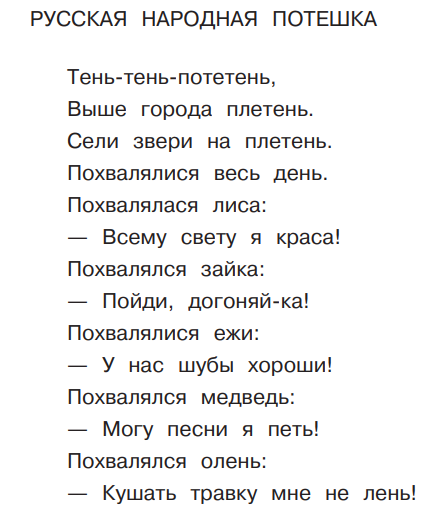 РУССКАЯ НАРОДНАЯ ПОТЕШКА
Тень-тень-потетень,
Выше города плетень.
Сели звери на плетень.
Похвалялися весь день.
Похвалялася лиса:
— Всему свету я краса!
Похвалялся зайка:
— Пойди, догоняй-ка!
Похвалялися ежи:
— У нас шубы хороши!
Похвалялся медведь:
— Могу песни я петь!
Похвалялся олень:
— Кушать травку мне не лень!